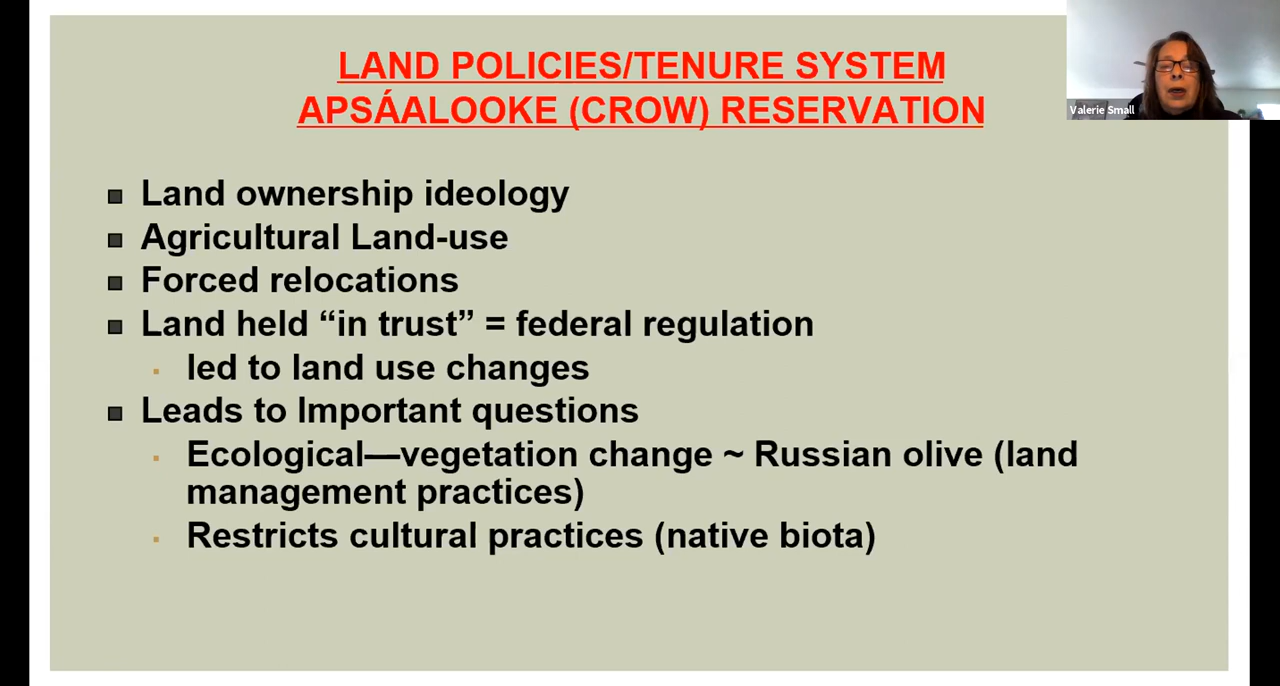 LAND POLICIES/TENURE SYSTEM
APSÁALOOKE (CROW) RESERVATION
Valerie Small
Land ownership ideology
Agricultural Land-use
Forced relocations
Land held “in trust” = federal regulation
led to land use changes
Leads to Important questions
Ecological—vegetation change ~ Russian olive (land
management practices)
Restricts cultural practices (native biota)